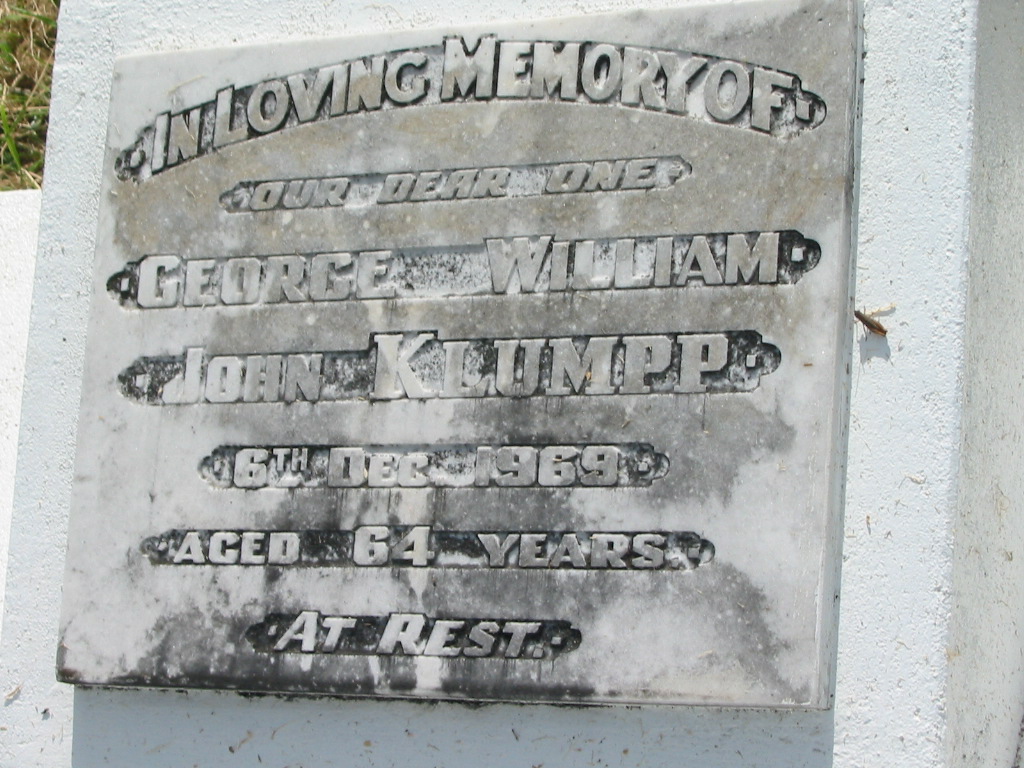 IN LOVING MEMORY OF
OUR DEAR ONE
GEORGE WILLIAM
JOHN KLUMPP
6TH DEC 1969
AGED 64 YEARS
AT REST.